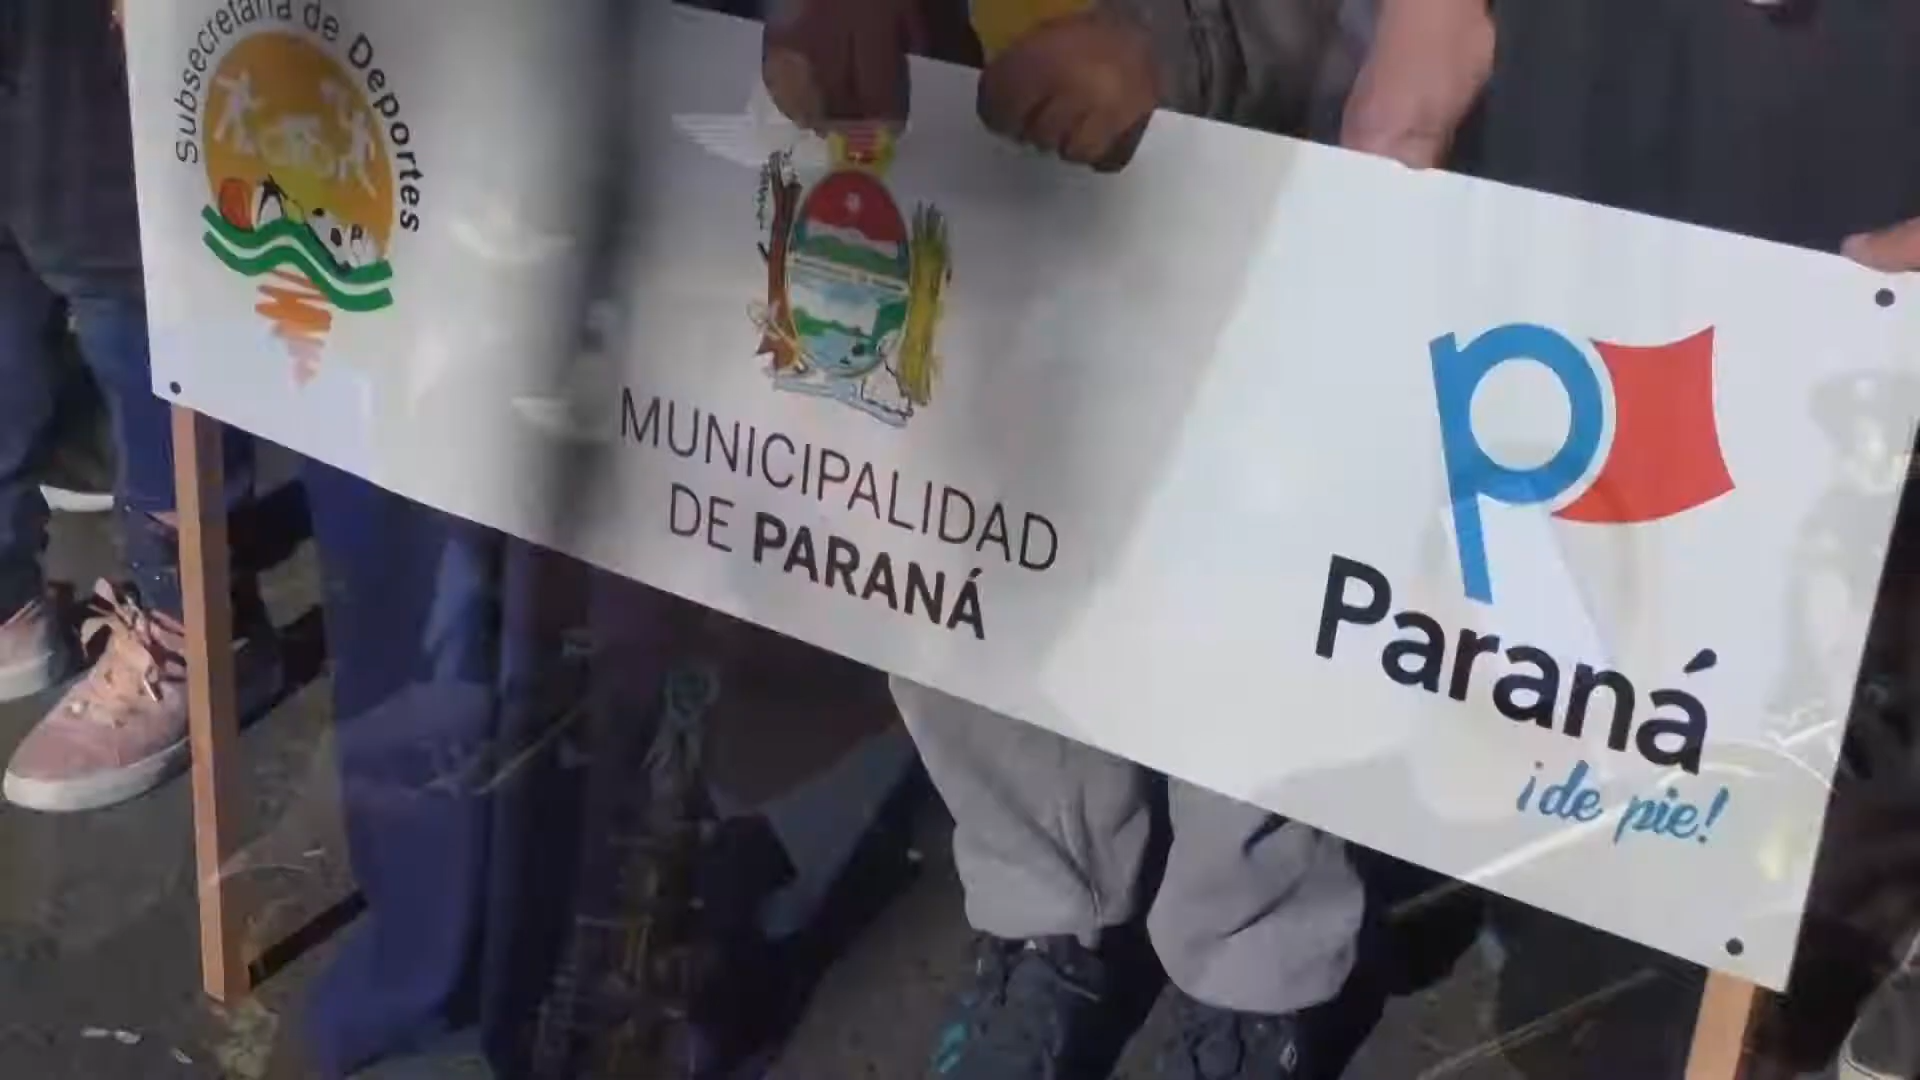 Subsecretaría de Deportes
MUNICIPALIDAD
DE PARANÁ
Paraná
¡de pie!